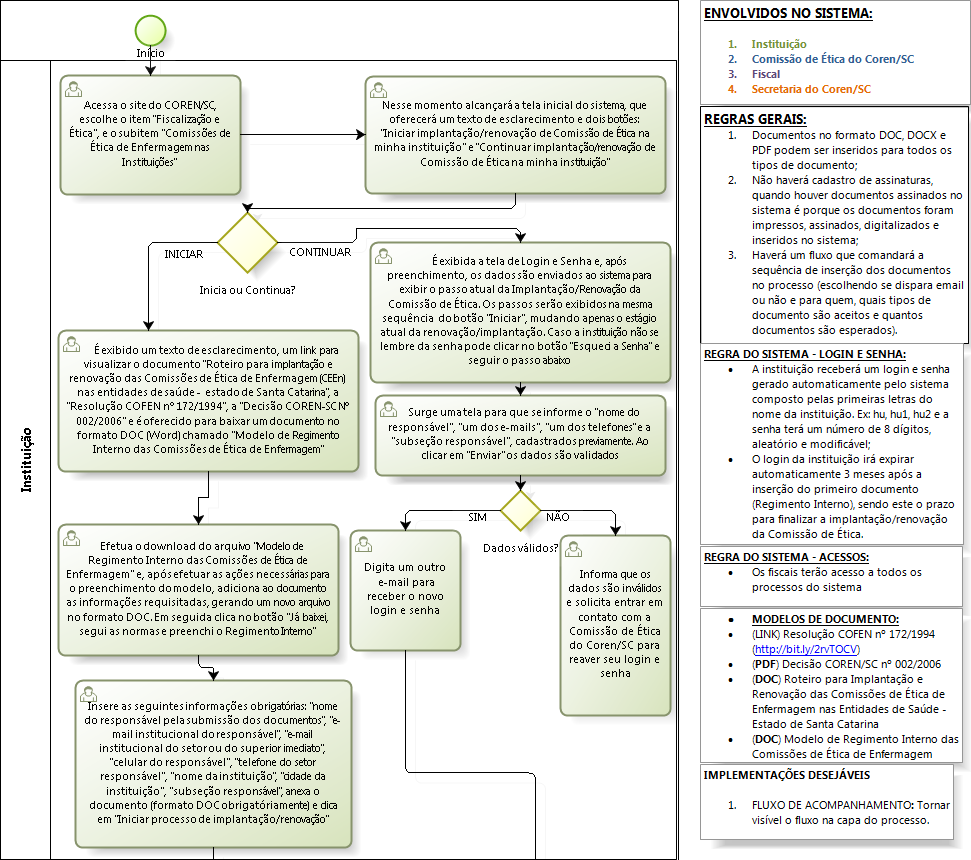 Início
Instituição
Acessa o site do COREN/SC,
escolhe o item "Fiscalização e
Ética", e o subitem "Comissões de
Ética de Enfermagem nas
Instituições"
Nesse momento alcançará a tela inicial do sistema, que
oferecerá um texto de esclarecimento e dois botões:
"Iniciar implantação/renovação de Comissão de Ética na
minha instituição" e "Continuar implantação/renovação de
Comissão de Ética na minha instituição"
INICIAR
CONTINUAR
Inicia ou Continua?
É exibida a tela de Login e Senha e, após
preenchimento, os dados são enviados ao sistema para
exibir o passo atual da Implantação/Renovação da
Comissão de Ética. Os passos serão exibidos na mesma
sequência do botão "Iniciar", mudando apenas o estágio
atual da renovação/implantação. Caso a instituição não se
lembre da senha pode clicar no botão "Esqueci a Senha" e
seguir o passo abaixo
É exibido um texto de esclarecimento, um link para
visualizar o documento "Roteiro para implantação e
renovação das Comissões de Ética de Enfermagem (CEEn)
nas entidades de saúde - estado de Santa Catarina", a
"Resolução COFEN nº 172/1994", a "Decisão COREN-SC Nº
002/2006" e é oferecido para baixar um documento no
formato DOC (Word) chamado "Modelo de Regimento
Interno das Comissões de Ética de Enfermagem"
Surge uma tela para que se informe o "nome do
responsável", "um dos e-mails", "um dos telefones" e a
"subseção responsável", cadastrados previamente. Ao
clicar em "Enviar" os dados são validados
SIM
NÃO
Dados válidos?
Digita um outro
e-mail para
receber o novo
login e senha
Informa que os
dados são inválidos
e solicita entrar em
contato com a
Comissão de Ética
do Coren/SC para
reaver seu login e
senha
Efetua o download do arquivo "Modelo de
Regimento Interno das Comissões de Ética de
Enfermagem" e, após efetuar as ações necessárias para
o preenchimento do modelo, adiciona ao documento
as informações requisitadas, gerando um novo arquivo
no formato DOC. Em seguida clica no botão "Já baixei,
segui as normas e preenchi o Regimento Interno"
Insere as seguintes informações obrigatórias: "nome
do responsável pela submissão dos documentos", "e-
mail institucional do responsável", "e-mail
institucional do setor ou do superior imediato",
"celular do responsável", "telefone do setor
responsável", "nome da instituição", "cidade da
instituição", "subseção responsável", anexa o
documento (formato DOC obrigatóriamente) e clica
em "Iniciar processo de implantação/renovação"
ENVOLVIDOS NO SISTEMA:
1. Instituição
2. Comissão de Ética do Coren/SC
3. Fiscal
4. Secretaria do Coren/SC
REGRAS GERAIS:
1. Documentos no formato DOC, DOCX e
PDF podem ser inseridos para todos os
tipos de documento;
2. Não haverá cadastro de assinaturas,
quando houver documentos assinados no
sistema é porque os documentos foram
impressos, assinados, digitalizados e
inseridos no sistema;
3. Haverá um fluxo que comandará a
sequência de inserção dos documentos
no processo (escolhendo se dispara email
ou não e para quem, quais tipos de
documento são aceitos e quantos
documentos são esperados).
REGRA DO SISTEMA - LOGIN E SENHA:
• A instituição receberá um login e senha
gerado automaticamente pelo sistema
composto pelas primeiras letras do
nome da instituição. Ex: hu, hu1, hu2 e a
senha terá um número de 8 dígitos,
aleatório e modificável;
• O login da instituição irá expirar
automaticamente 3 meses após a
inserção do primeiro documento
(Regimento Interno), sendo este o prazo
para finalizar a implantação/renovação
da Comissão de Ética.
REGRA DO SISTEMA - ACESSOS:
• Os fiscais terão acesso a todos os
processos do sistema
• MODELOS DE DOCUMENTO:
• (LINK) Resolução COFEN nº 172/1994
(http://bit.ly/2rvTOCV)
• (PDF) Decisão COREN/SC nº 002/2006
• (DOC) Roteiro para Implantação e
Renovação das Comissões de Ética de
Enfermagem nas Entidades de Saúde -
Estado de Santa Catarina
• (DOC) Modelo de Regimento Interno das
Comissões de Ética de Enfermagem
IMPLEMENTAÇÕES DESEJÁVEIS
1. FLUXO DE ACOMPANHAMENTO: Tornar
visível o fluxo na capa do processo.